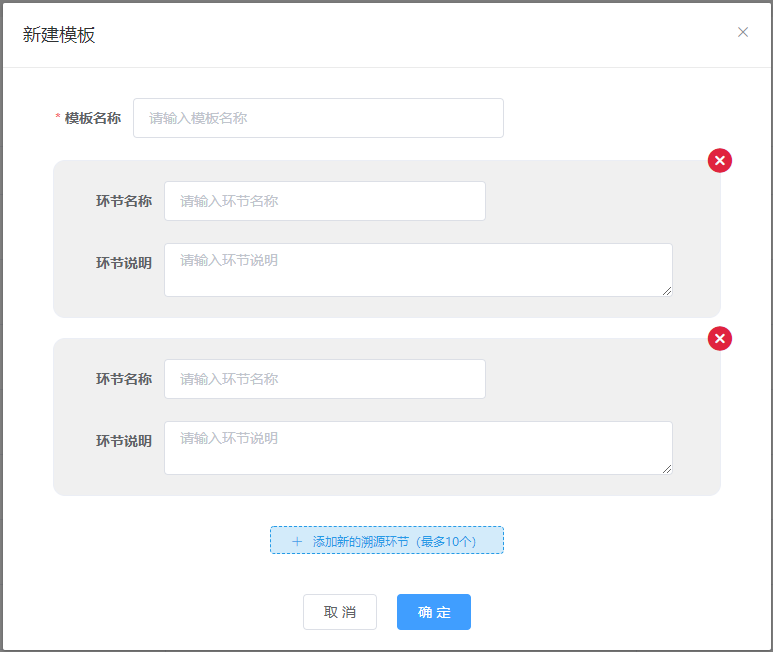 新建模板
* 模板名称 请输入模板名称
环节名称 请输入环节名称
环节说明 请输入环节说明
环节名称 请输入环节名称
环节说明 请输入环节说明
+ 添加新的溯源环节（最多10个）
取 消 确 定